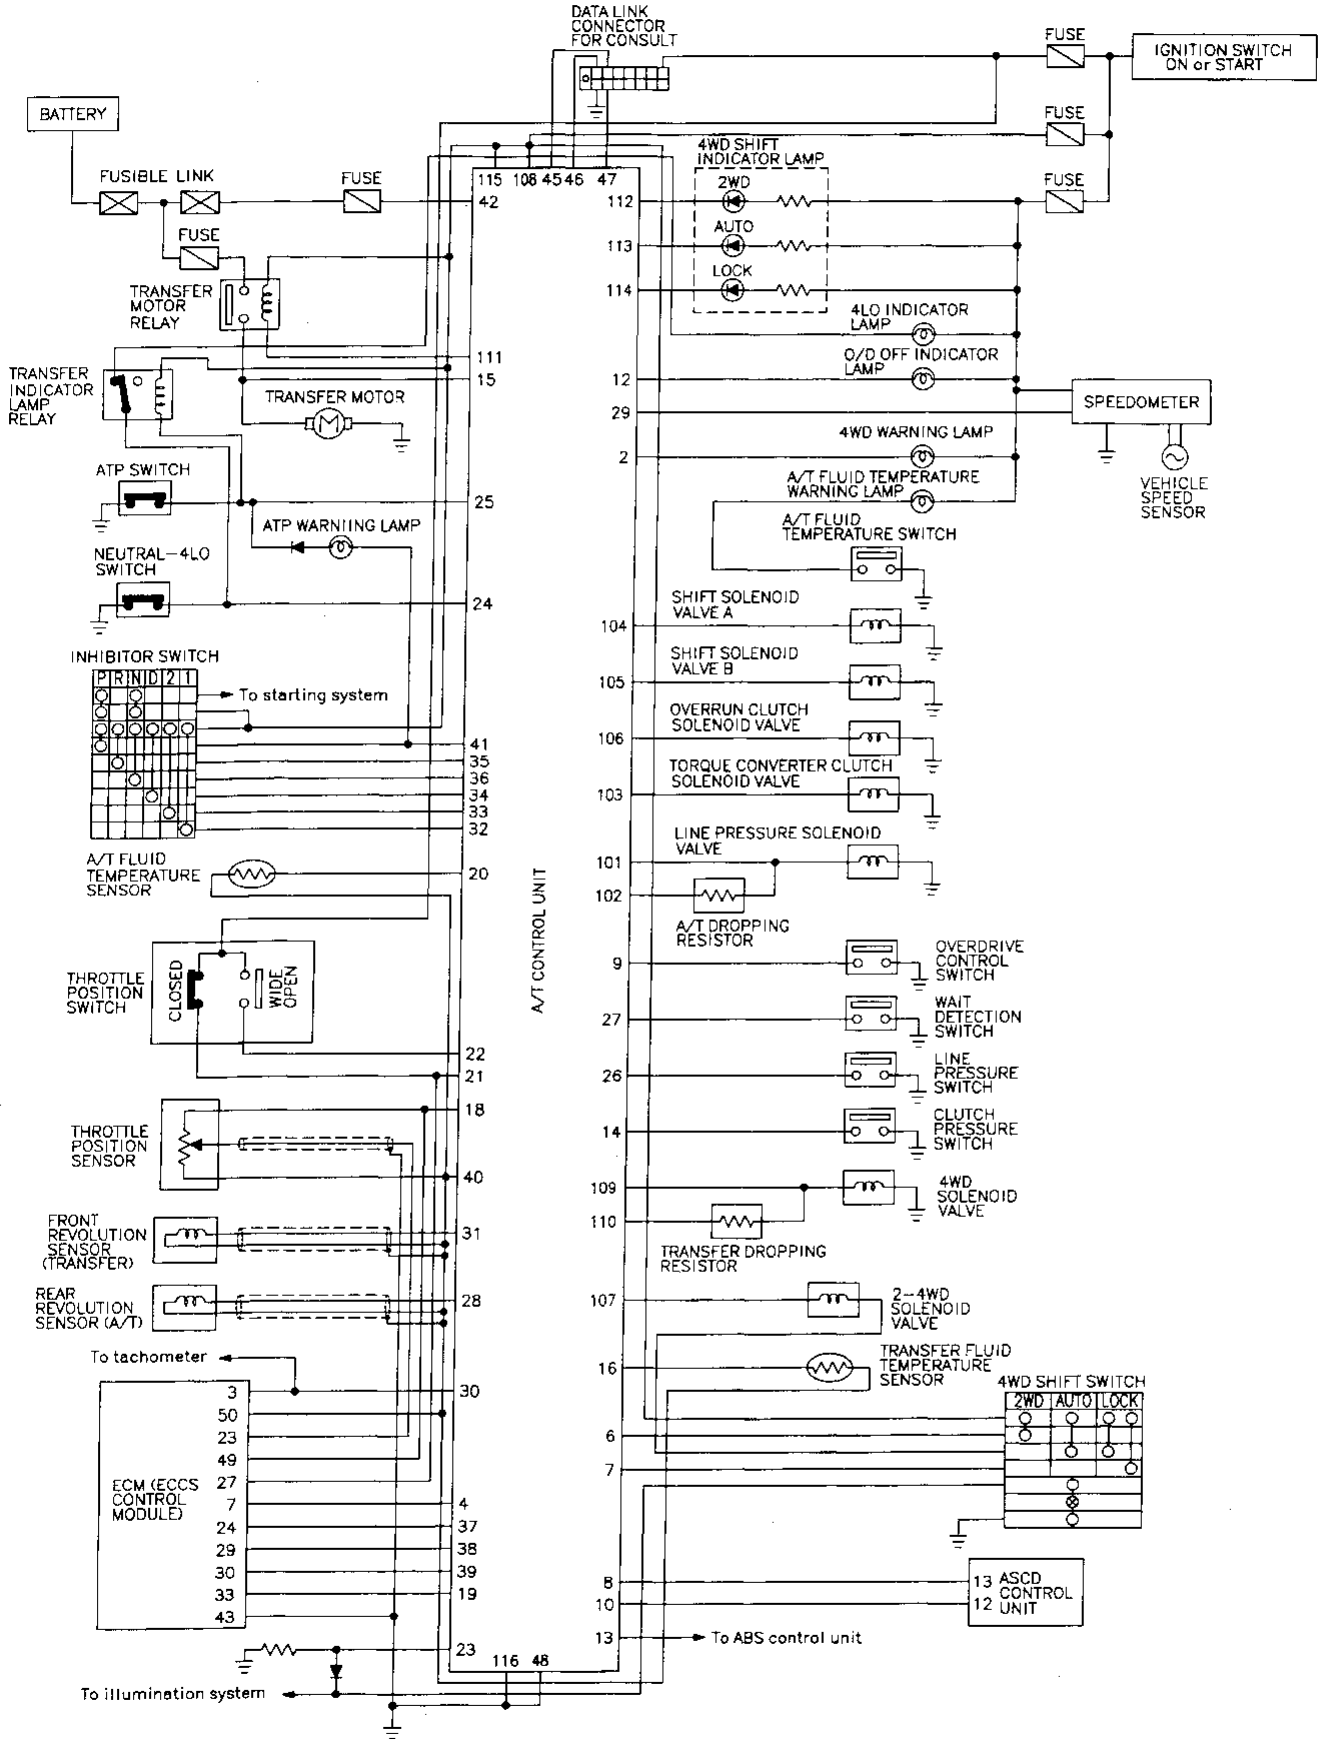 DATA LINK
CONNECTOR
FOR CONSULT
FUSE
IGNITION SWITCH
ON or START
BATTERY
FUSE
4WD SHIFT
INDICATOR LAMP
FUSIBLE LINK
FUSE
115 108 45 46 47
2WD
FUSE
42
112
FUSE
AUTO
113
LOCK
114
TRANSFER
MOTOR
RELAY
4LO INDICATOR
LAMP
O/D OFF INDICATOR
LAMP
111
15
12
TRANSFER
INDICATOR
LAMP
RELAY
TRANSFER MOTOR
M
29
SPEEDOMETER
4WD WARNING LAMP
2
ATP SWITCH
A/T FLUID TEMPERATURE
WARNING LAMP
VEHICLE
SPEED
SENSOR
25
ATP WARNIING LAMP
A/T FLUID
TEMPERATURE SWITCH
NEUTRAL-4LO
SWITCH
24
SHIFT SOLENOID
VALVE A
104
INHIBITOR SWITCH
P R N D 2 1
To starting system
SHIFT SOLENOID
VALVE B
105
OVERRUN CLUTCH
SOLENOID VALVE
106
41
35
36
34
33
32
TORQUE CONVERTER CLUTCH
SOLENOID VALVE
103
LINE PRESSURE SOLENOID
VALVE
101
102
A/T DROPPING
RESISTOR
A/T FLUID
TEMPERATURE
SENSOR
20
A/T CONTROL UNIT
THROTTLE
POSITION
SWITCH
CLOSED
WIDE
OPEN
22
21
9
OVERDRIVE
CONTROL
SWITCH
27
WAIT
DETECTION
SWITCH
26
LINE
PRESSURE
SWITCH
14
CLUTCH
PRESSURE
SWITCH
THROTTLE
POSITION
SENSOR
18
40
109
4WD
SOLENOID
VALVE
110
TRANSFER DROPPING
RESISTOR
FRONT
REVOLUTION
SENSOR
(TRANSFER)
31
REAR
REVOLUTION
SENSOR (A/T)
28
107
2-4WD
SOLENOID
VALVE
To tachometer
16
TRANSFER FLUID
TEMPERATURE
SENSOR
4WD SHIFT SWITCH
2WD AUTO LOCK
6
7
ECM (ECCS
CONTROL
MODULE)
3
50
23
49
27
7
24
29
30
33
43
30
4
37
38
39
19
23
8
10
13
13 ASCD
CONTROL
12 UNIT
To ABS control unit
116 48
To illumination system